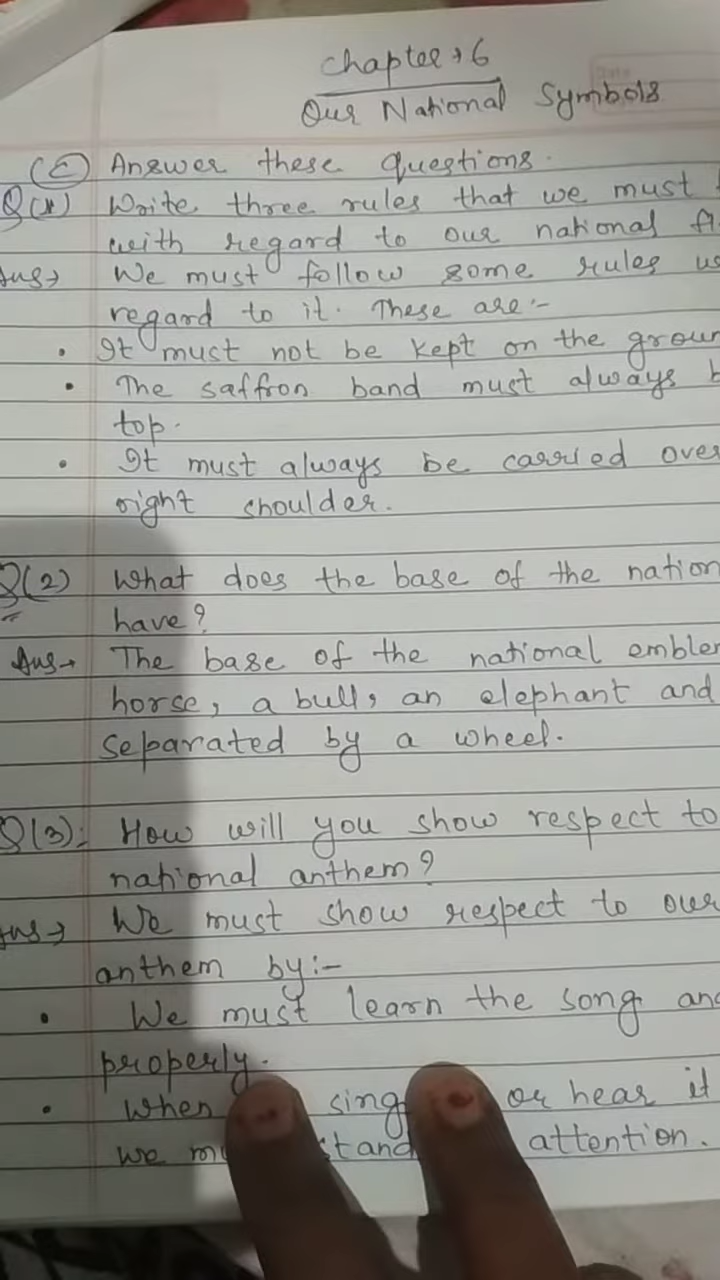 Chapter → 6
Our National Symbols
(C) Answer these questions.
Q(1) Write three rules that we must
with regard to our national
Ans→ We must follow some rules
regard to it. These are:-
• It must not be kept on the
• The saffron band must always
top.
• It must always be carried over
right shoulder.
Q(2) What does the base of the
have?
Ans→ The base of the national
horse, a bull, an elephant and
separated by a wheel.
Q(3). How will you show respect to
national anthem?
Ans→ We must show respect to our
anthem by:-
• We must learn the song
properly.
• When sing or hear it
we attention.